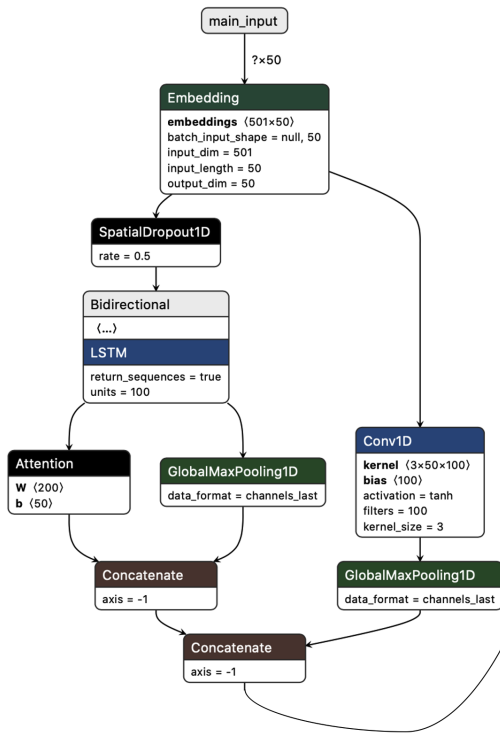 main_input
?×50
Embedding
embeddings ⟨501×50⟩
batch_input_shape = null, 50
input_dim = 501
input_length = 50
output_dim = 50
SpatialDropout1D
rate = 0.5
Bidirectional
⟨...⟩
LSTM
return_sequences = true
units = 100
Attention
W ⟨200⟩
b ⟨50⟩
GlobalMaxPooling1D
data_format = channels_last
Conv1D
kernel ⟨3×50×100⟩
bias ⟨100⟩
activation = tanh
filters = 100
kernel_size = 3
Concatenate
axis = -1
GlobalMaxPooling1D
data_format = channels_last
Concatenate
axis = -1